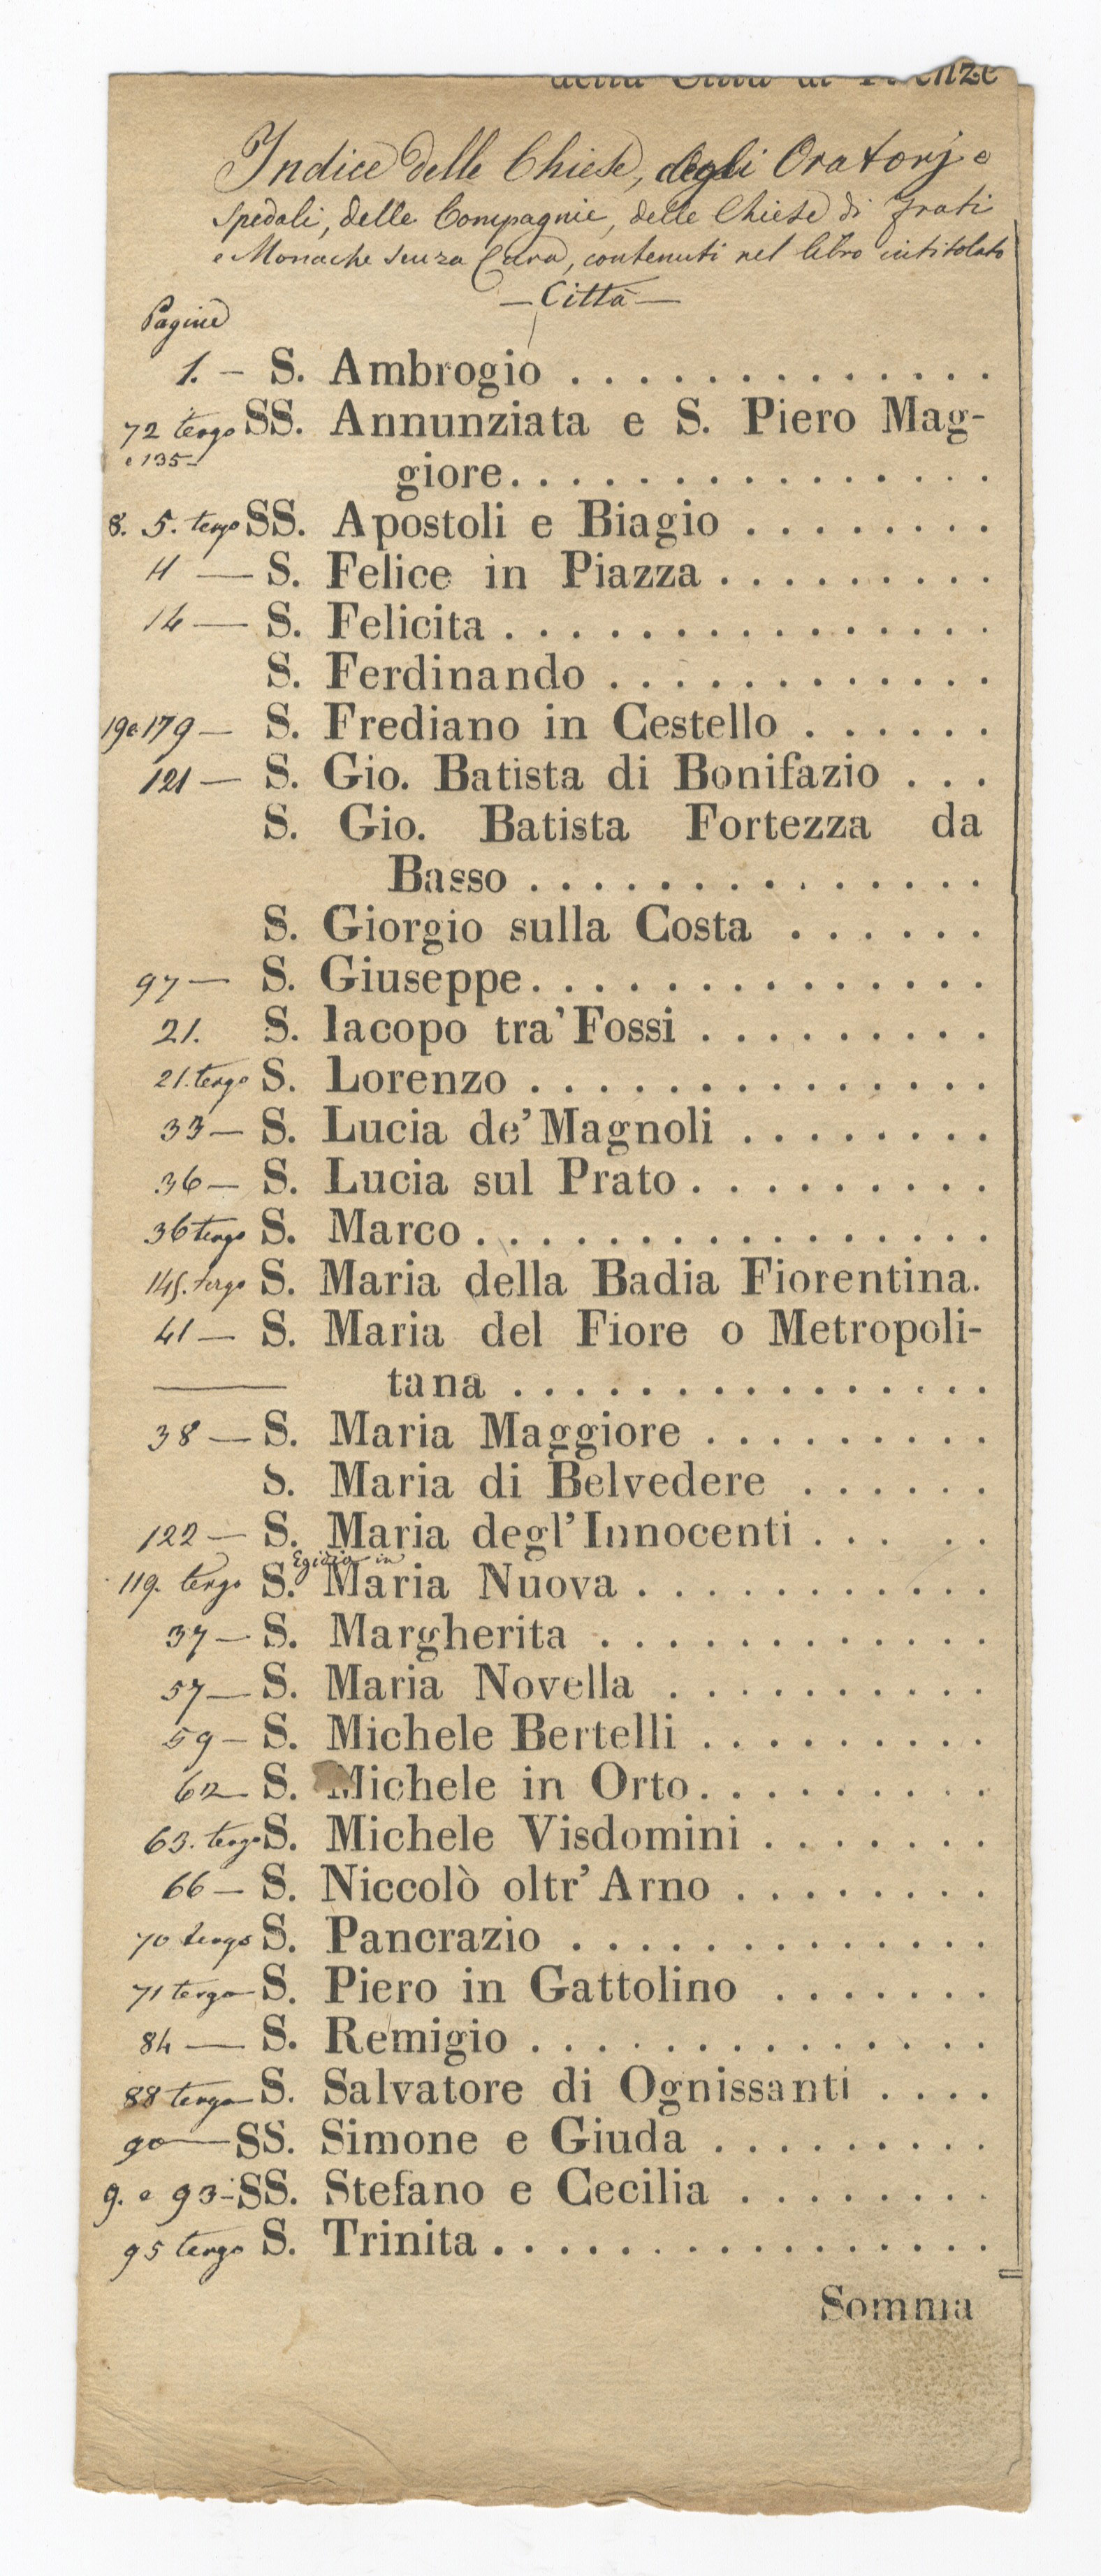 della Città di Firenze
Indice delle Chiese, degli Oratorj e
Spedali, delle Compagnie, delle Chiese di Frati
e Monache senza Cura, contenuti nel libro intitolato
— Città —
Pagine
1. – S. Ambrogio . . . . . . . . . . . . . . . .
72 tergo SS. Annunziata e S. Piero Mag-
e 135 – giore. . . . . . . . . . . . . . . . . . .
8. 5. tergo SS. Apostoli e Biagio . . . . . . . . .
11 — S. Felice in Piazza . . . . . . . . . . .
14 — S. Felicita . . . . . . . . . . . . . . . . . . .
S. Ferdinando . . . . . . . . . . . . . . .
19 e 179 — S. Frediano in Cestello . . . . . . .
121 — S. Gio. Batista di Bonifazio . . .
S. Gio. Batista Fortezza da
Basso . . . . . . . . . . . . . . . . . .
S. Giorgio sulla Costa . . . . . . .
97 — S. Giuseppe. . . . . . . . . . . . . . . . . .
21. S. Iacopo tra' Fossi . . . . . . . . . . .
21. tergo S. Lorenzo . . . . . . . . . . . . . . . . . .
33 — S. Lucia de' Magnoli . . . . . . . . . .
36 — S. Lucia sul Prato . . . . . . . . . . . .
36 tergo S. Marco . . . . . . . . . . . . . . . . . . . .
145. tergo S. Maria della Badia Fiorentina.
41 — S. Maria del Fiore o Metropoli-
— tana . . . . . . . . . . . . . . . . . .
38 — S. Maria Maggiore . . . . . . . . . . .
S. Maria di Belvedere . . . . . . .
122 — S. Maria degl' Innocenti . . . . .
Egidio in
119. tergo S. Maria Nuova . . . . . . . . . . . . . .
37 — S. Margherita . . . . . . . . . . . . . . .
57 — S. Maria Novella . . . . . . . . . . . .
59 – S. Michele Bertelli . . . . . . . . . . .
62 — S. Michele in Orto . . . . . . . . . . .
63. tergo S. Michele Visdomini . . . . . . . . .
66 — S. Niccolò oltr' Arno . . . . . . . . . .
70 tergo S. Pancrazio . . . . . . . . . . . . . . . .
71 tergo S. Piero in Gattolino . . . . . . . .
84 — S. Remigio . . . . . . . . . . . . . . . . . .
88 tergo S. Salvatore di Ognissanti . . . .
90 — SS. Simone e Giuda . . . . . . . . . . .
9. e 93 – SS. Stefano e Cecilia . . . . . . . . . .
95 tergo S. Trinita . . . . . . . . . . . . . . . . . . .
Somma